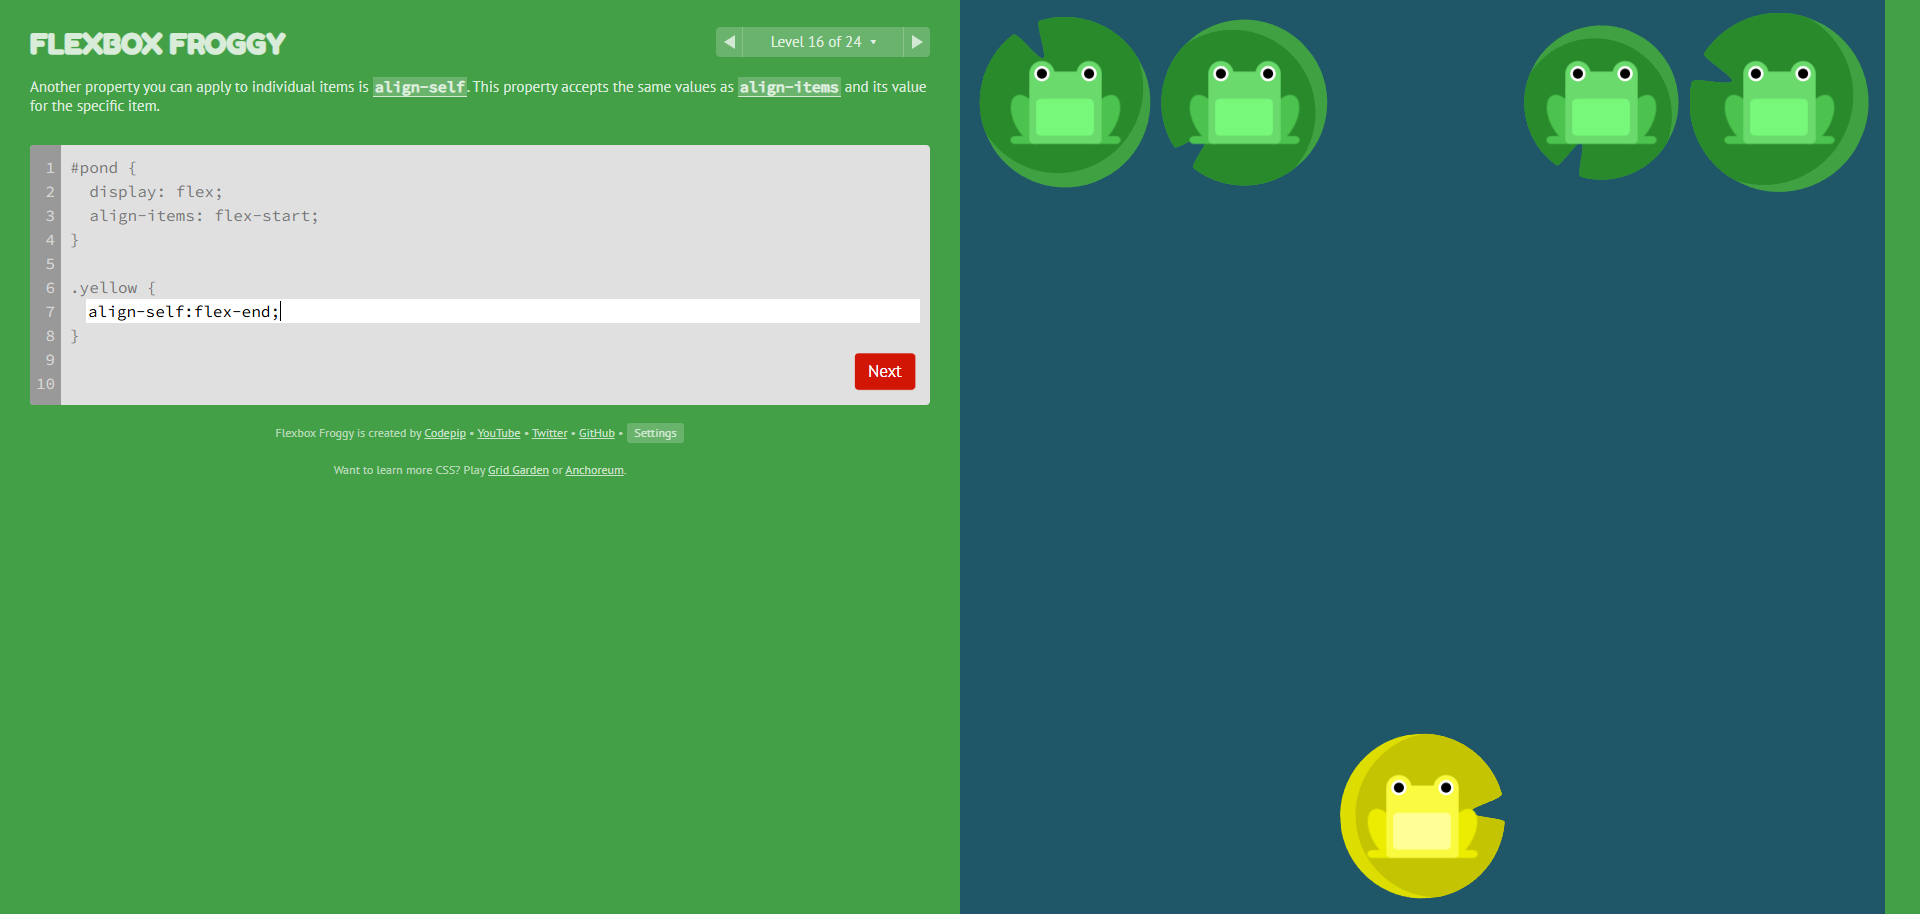 FLEXBOX FROGGY
Level 16 of 24
Another property you can apply to individual items is align-self. This property accepts the same values as align-items and its value
for the specific item.
1 #pond {
2 display: flex;
3 align-items: flex-start;
4 }
5
6 .yellow {
7 align-self:flex-end;
8 }
9
10
Next
Flexbox Froggy is created by Codepip • YouTube • Twitter • GitHub • Settings
Want to learn more CSS? Play Grid Garden or Anchoreum.